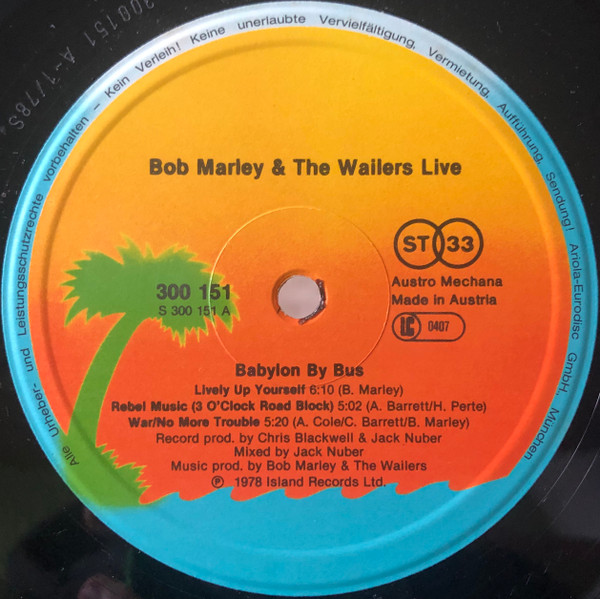 300151 A-1/78S
Alle Urheber- und Leistungsschutzrechte vorbehalten – Kein Verleih! Keine unerlaubte Vervielfältigung, Vermietung, Aufführung, Sendung! Ariola-Eurodisc GmbH, München
Bob Marley & The Wailers Live
ST 33
300 151
S 300 151 A
Austro Mechana
Made in Austria
LC 0407
Babylon By Bus
Lively Up Yourself 6:10 (B. Marley)
Rebel Music (3 O'Clock Road Block) 5:02 (A. Barrett/H. Perte)
War/No More Trouble 5:20 (A. Cole/C. Barrett/B. Marley)
Record prod. by Chris Blackwell & Jack Nuber
Mixed by Jack Nuber
Music prod. by Bob Marley & The Wailers
℗ 1978 Island Records Ltd.